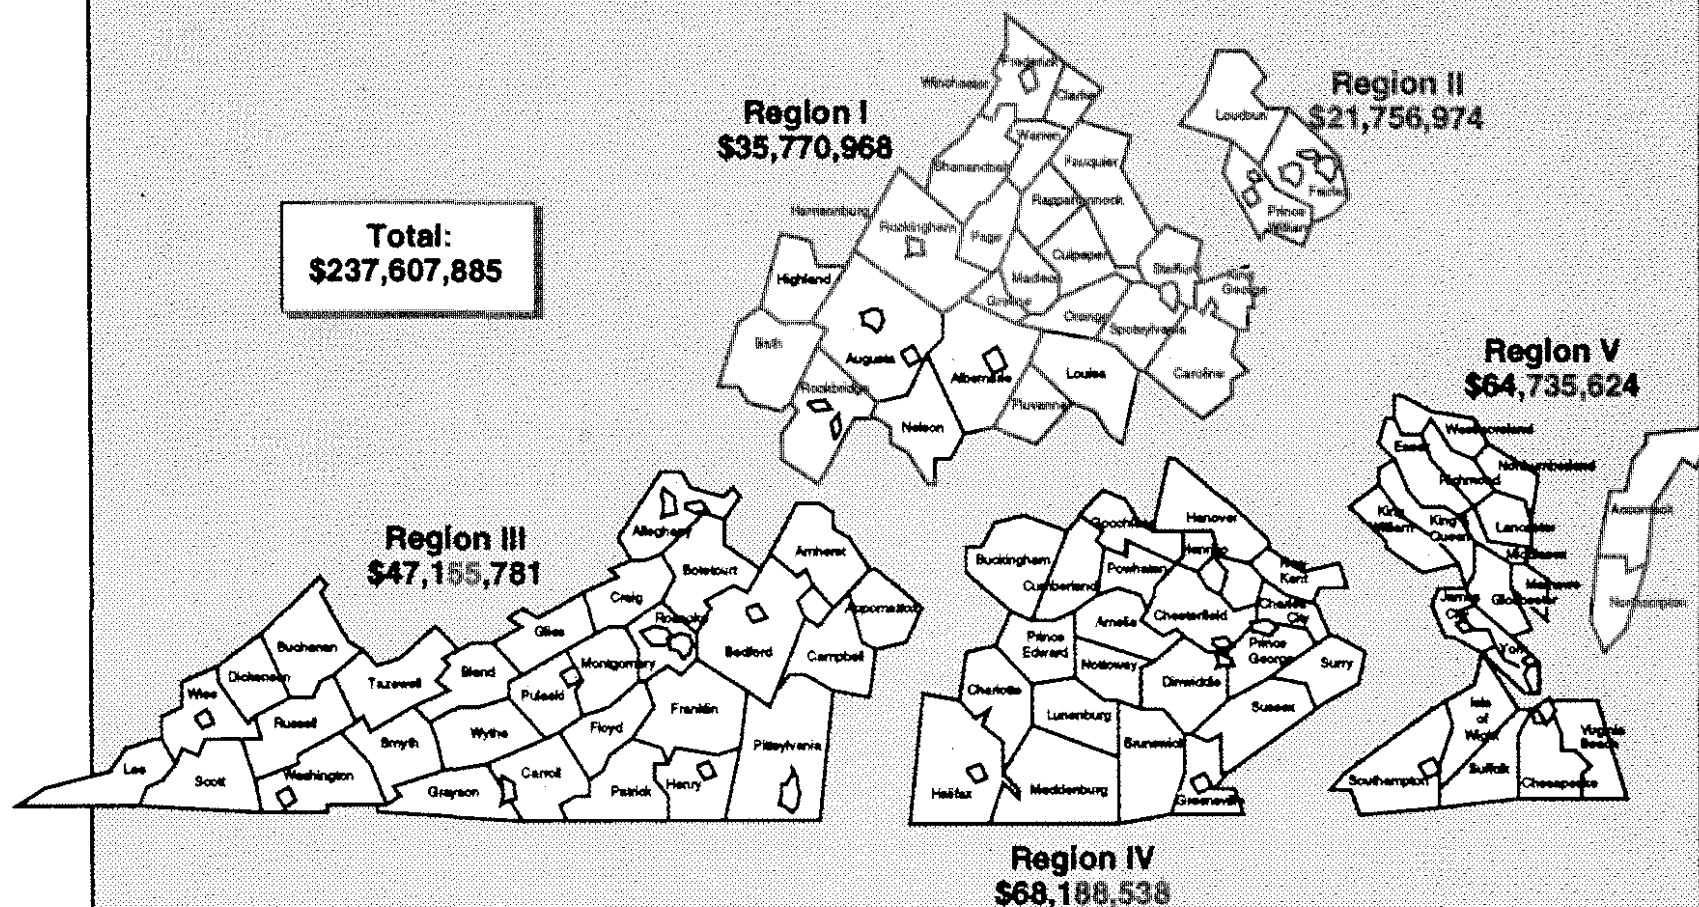 Region I
$35,770,968
Region II
$21,756,974
Total:
$237,607,885
Region V
$64,735,624
Region III
$47,155,781
Region IV
$68,188,538
Frederick
Winchester
Clarke
Warren
Shenandoah
Fauquier
Rappahannock
Harrisonburg
Rockingham
Page
Culpeper
Madison
Greene
Highland
Stafford
King
George
Orange
Spotsylvania
Bath
Augusta
Albemarle
Louisa
Caroline
Rockbridge
Fluvanna
Nelson
Loudoun
Fairfax
Prince
William
Westmoreland
Essex
Northumberland
Richmond
King
William
King &
Queen
Lancaster
Middlesex
Mathews
Gloucester
James
City
York
Accomack
Northampton
Isle
of
Wight
Virginia
Beach
Southampton
Suffolk
Chesapeake
Alleghany
Botetourt
Amherst
Craig
Roanoke
Appomattox
Giles
Buchanan
Montgomery
Bedford
Campbell
Dickenson
Bland
Wise
Tazewell
Pulaski
Russell
Franklin
Floyd
Wythe
Smyth
Pittsylvania
Lee
Scott
Washington
Grayson
Carroll
Patrick
Henry
Goochland
Hanover
Buckingham
Henrico
Powhatan
New
Kent
Cumberland
Amelia
Chesterfield
Charles
City
Prince
Edward
Nottoway
Prince
George
Surry
Dinwiddie
Charlotte
Lunenburg
Sussex
Brunswick
Halifax
Mecklenburg
Greensville